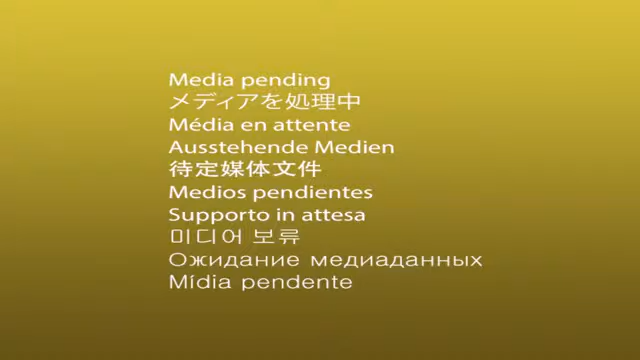 Media pending
メディアを処理中
Média en attente
Ausstehende Medien
待定媒体文件
Medios pendientes
Supporto in attesa
미디어 보류
Ожидание медиаданных
Mídia pendente